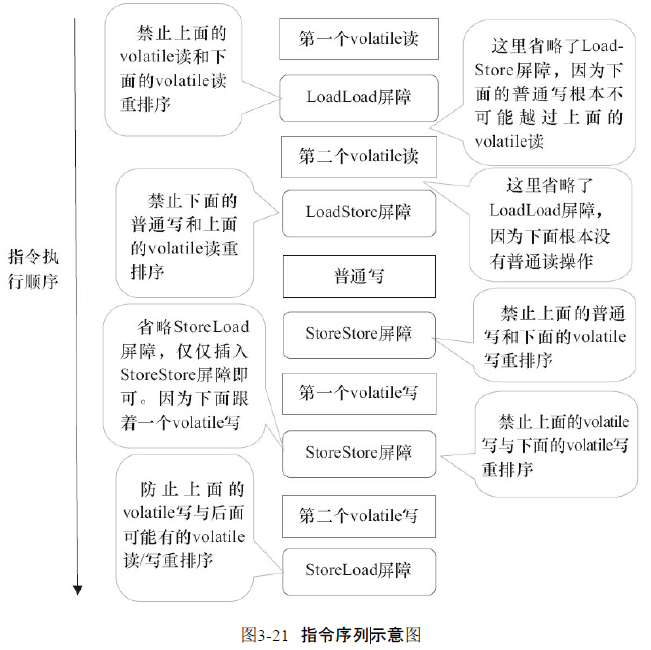 禁止上面的
volatile读和下
面的volatile读
重排序
第一个volatile读
LoadLoad屏障
这里省略了Load-
Store屏障，因为下
面的普通写根本不
可能越过上面的
volatile读
第二个volatile读
禁止下面的
普通写和上面
的volatile读重
排序
LoadStore屏障
这里省略了
LoadLoad屏障，
因为下面根本没
有普通读操作
指令执
行顺序
普通写
省略StoreLoad
屏障，仅仅插入
StoreStore屏障即
可。因为下面跟
着一个volatile写
StoreStore屏障
禁止上面的普通
写和下面的volatile
写重排序
第一个volatile写
StoreStore屏障
禁止上面的volatile
写与下面的volatile写
重排序
防止上面的
volatile写与后面
可能有的volatile
读/写重排序
第二个volatile写
StoreLoad屏障
图3-21 指令序列示意图